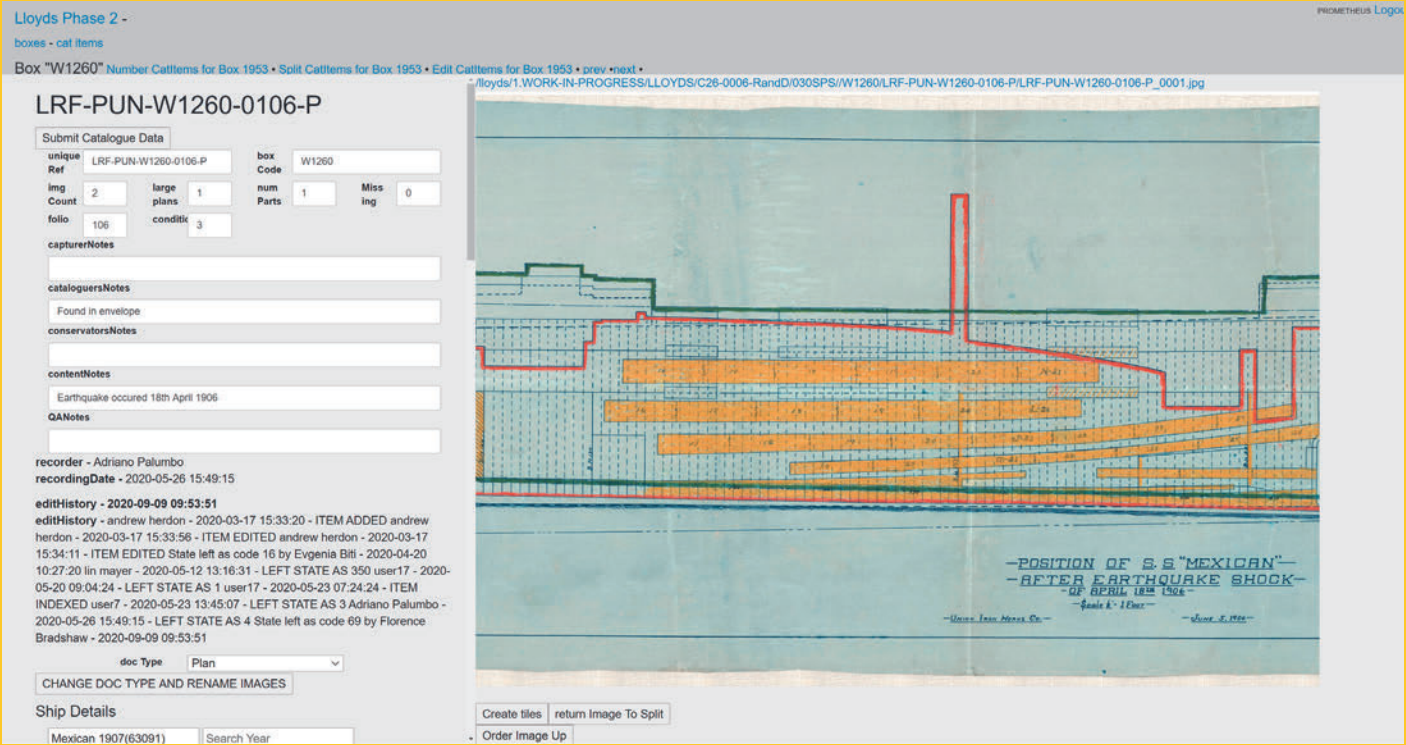 Lloyds Phase 2 -
PROMETHEUS Logou
boxes - cat items
Box "W1260" Number CatItems for Box 1953 • Split CatItems for Box 1953 • Edit CatItems for Box 1953 • prev •next •
/lloyds/1.WORK-IN-PROGRESS/LLOYDS/C26-0006-RandD/030SPS//W1260/LRF-PUN-W1260-0106-P/LRF-PUN-W1260-0106-P_0001.jpg
LRF-PUN-W1260-0106-P
Submit Catalogue Data
unique Ref LRF-PUN-W1260-0106-P box Code W1260
img Count 2 large plans 1 num Parts 1 Miss ing 0
folio 106 conditic 3
capturerNotes
cataloguersNotes
Found in envelope
conservatorsNotes
contentNotes
Earthquake occured 18th April 1906
QANotes
recorder - Adriano Palumbo
recordingDate - 2020-05-26 15:49:15
editHistory - 2020-09-09 09:53:51
editHistory - andrew herdon - 2020-03-17 15:33:20 - ITEM ADDED andrew
herdon - 2020-03-17 15:33:56 - ITEM EDITED andrew herdon - 2020-03-17
15:34:11 - ITEM EDITED State left as code 16 by Evgenia Biti - 2020-04-20
10:27:20 lin mayer - 2020-05-12 13:16:31 - LEFT STATE AS 350 user17 - 2020-
05-20 09:04:24 - LEFT STATE AS 1 user17 - 2020-05-23 07:24:24 - ITEM
INDEXED user7 - 2020-05-23 13:45:07 - LEFT STATE AS 3 Adriano Palumbo -
2020-05-26 15:49:15 - LEFT STATE AS 4 State left as code 69 by Florence
Bradshaw - 2020-09-09 09:53:51
doc Type Plan
CHANGE DOC TYPE AND RENAME IMAGES
Ship Details
Mexican 1907(63091) Search Year
—POSITION OF S.S "MEXICAN"—
—AFTER EARTHQUAKE SHOCK—
—OF APRIL 18TH 1906—
—Union Iron Works Co.—
—JUNE 5, 1906—
Create tiles return Image To Split
Order Image Up